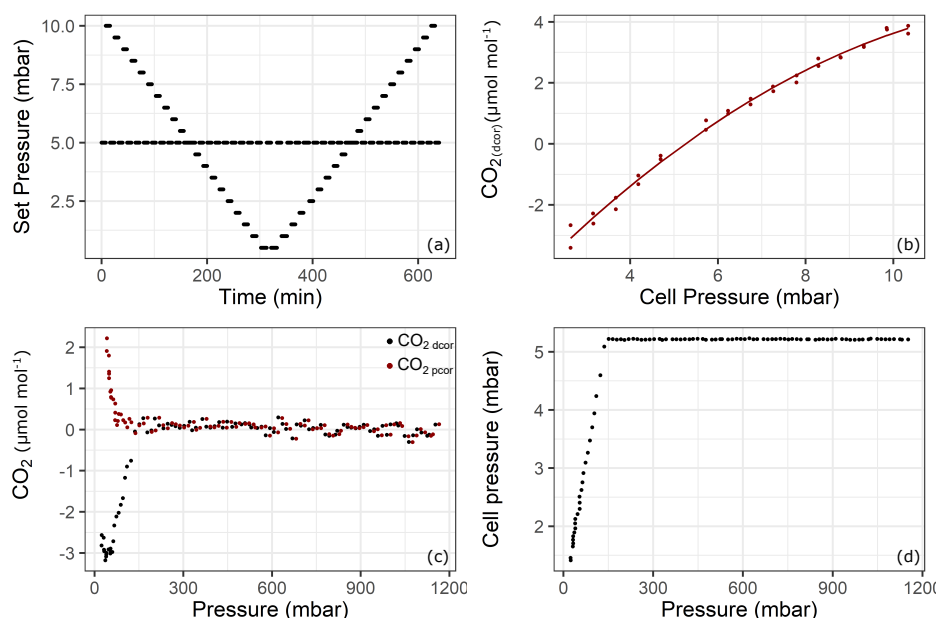 10.0
7.5
5.0
2.5
Set Pressure (mbar)
0 200 400 600
Time (min)
(a)
4
2
0
-2
CO2(dcor)(µmol mol-1)
4 6 8 10
Cell Pressure (mbar)
(b)
2
1
0
-1
-2
-3
CO2 (µmol mol-1)
CO2 dcor
CO2 pcor
0 300 600 900 1200
Pressure (mbar)
(c)
5
4
3
2
Cell pressure (mbar)
0 300 600 900 1200
Pressure (mbar)
(d)